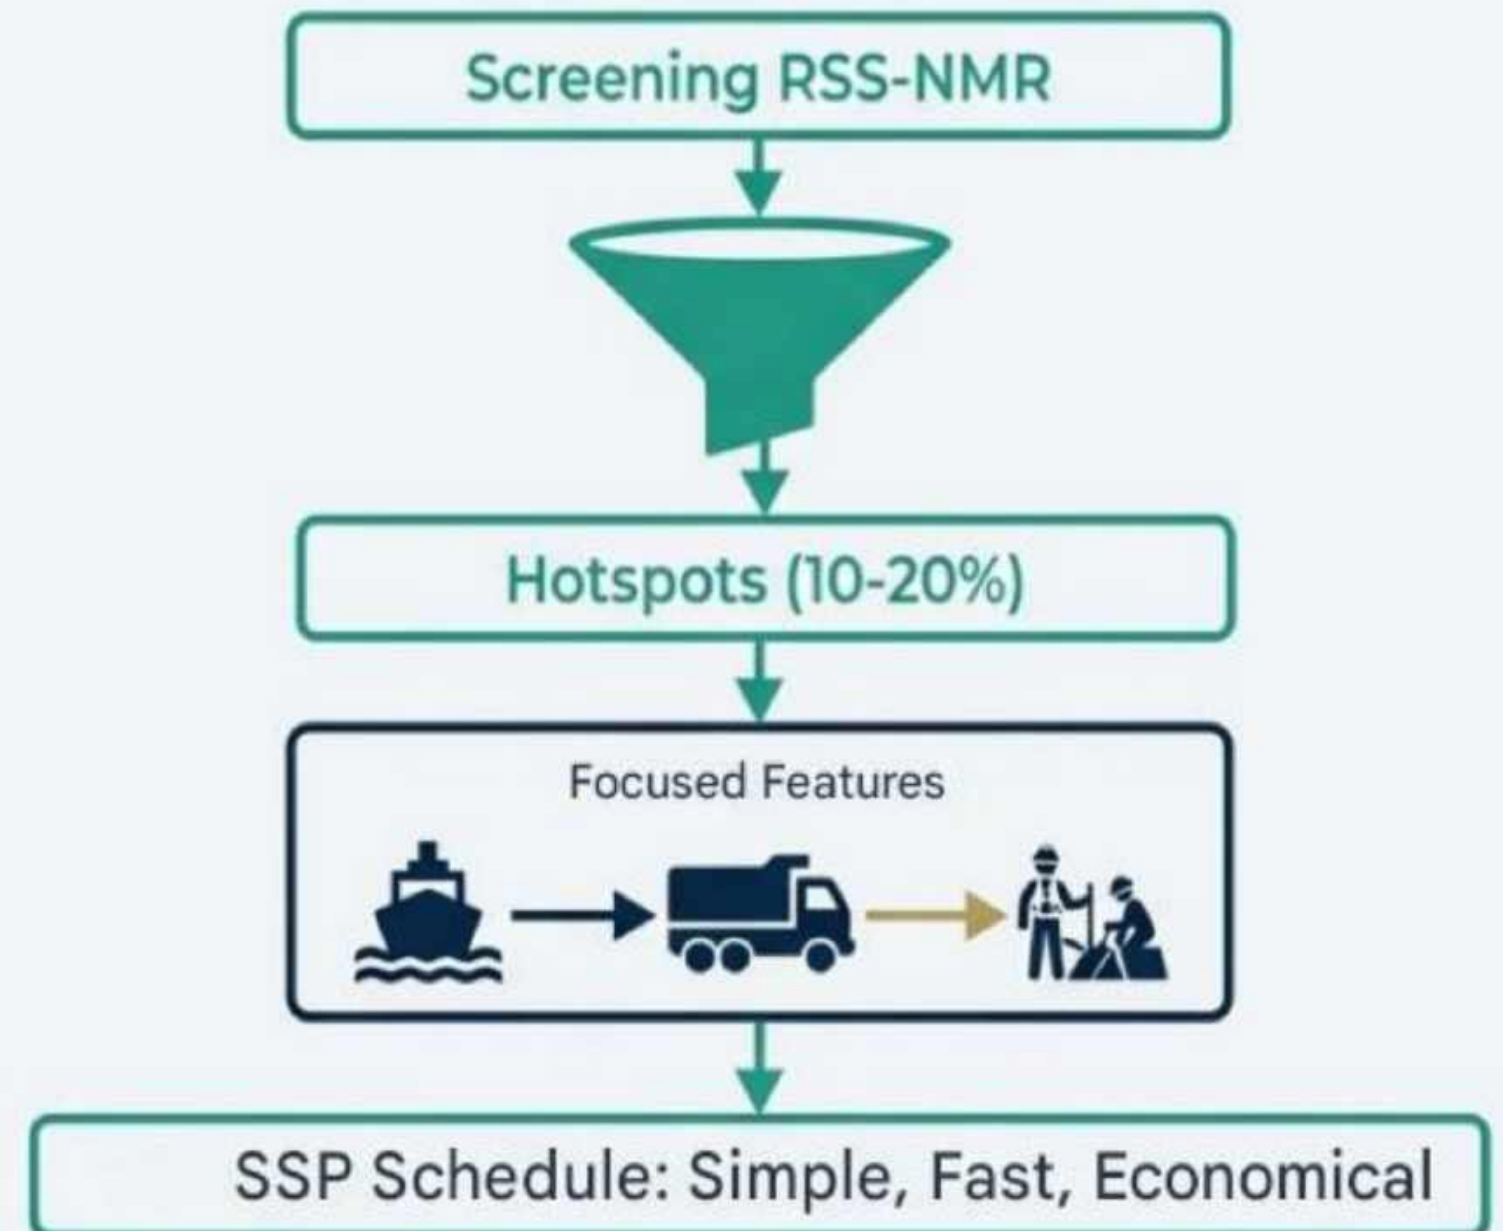 Screening RSS-NMR
Hotspots (10-20%)
Focused Features
SSP Schedule: Simple, Fast, Economical